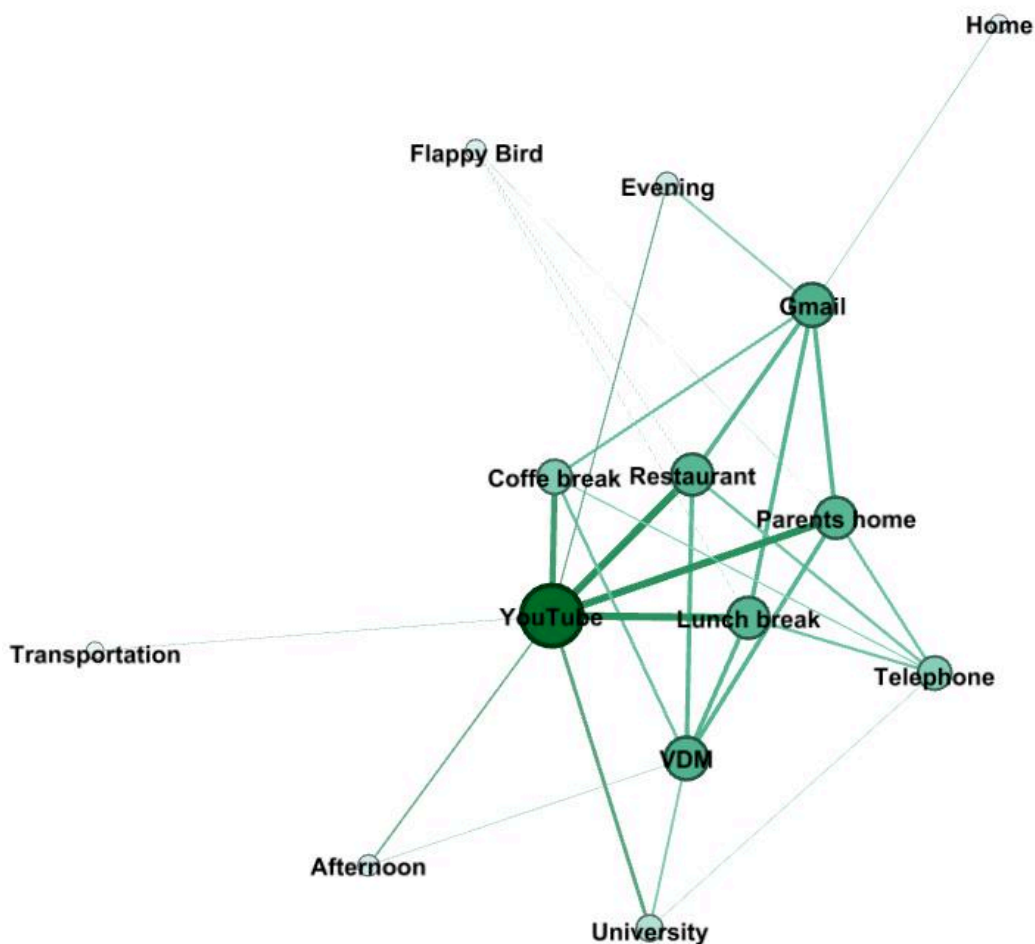 Home
Flappy Bird
Evening
Gmail
Coffe break
Restaurant
Parents home
YouTube
Lunch break
Transportation
Telephone
VDM
Afternoon
University